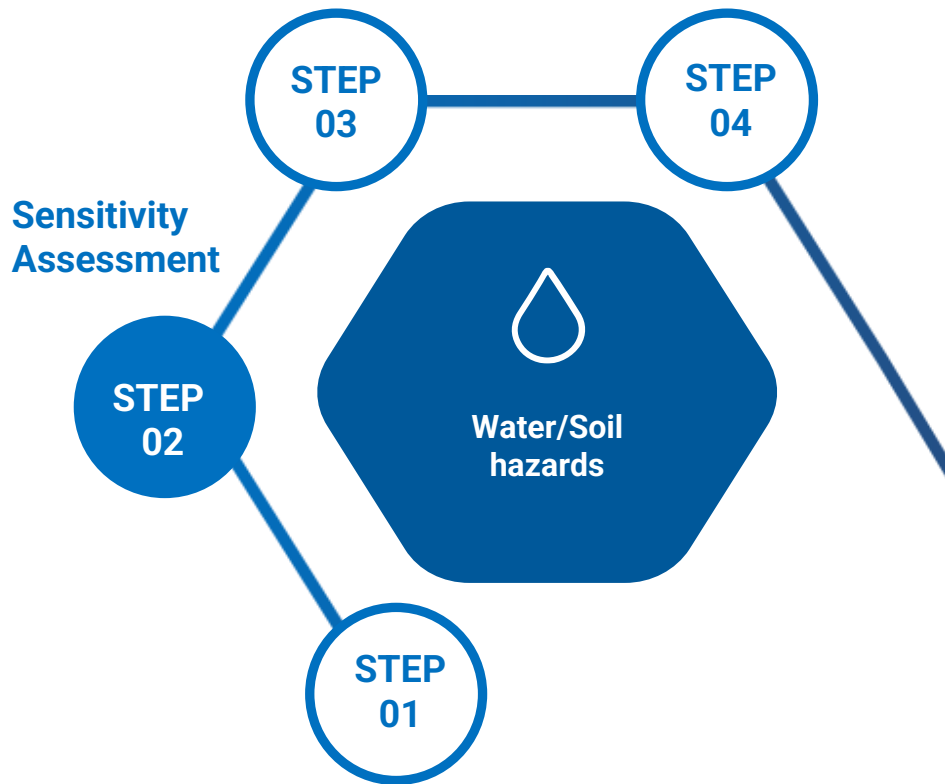 STEP
03
STEP
04
Sensitivity
Assessment
STEP
02
Water/Soil
hazards
STEP
01